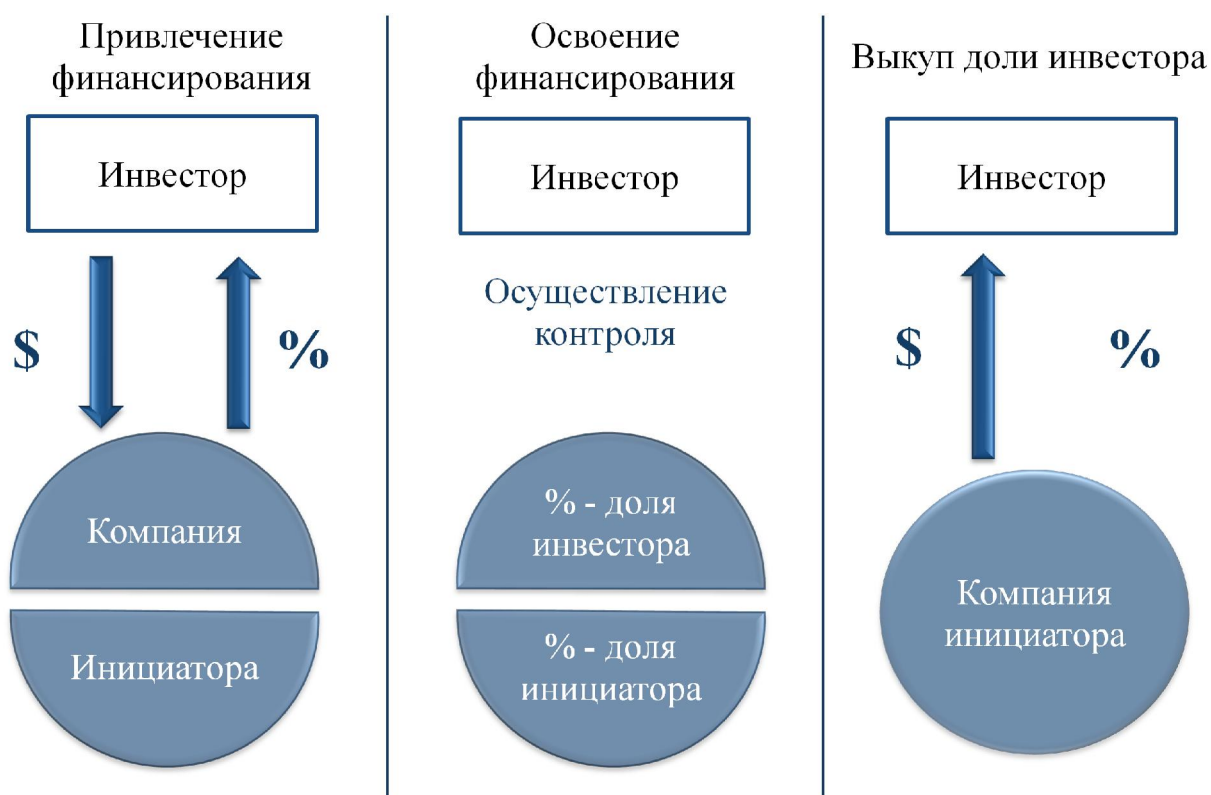 Привлечение
финансирования
Инвестор
$
%
Компания
Инициатора
Освоение
финансирования
Инвестор
Осуществление
контроля
% - доля
инвестора
% - доля
инициатора
Выкуп доли инвестора
Инвестор
$
%
Компания
инициатора